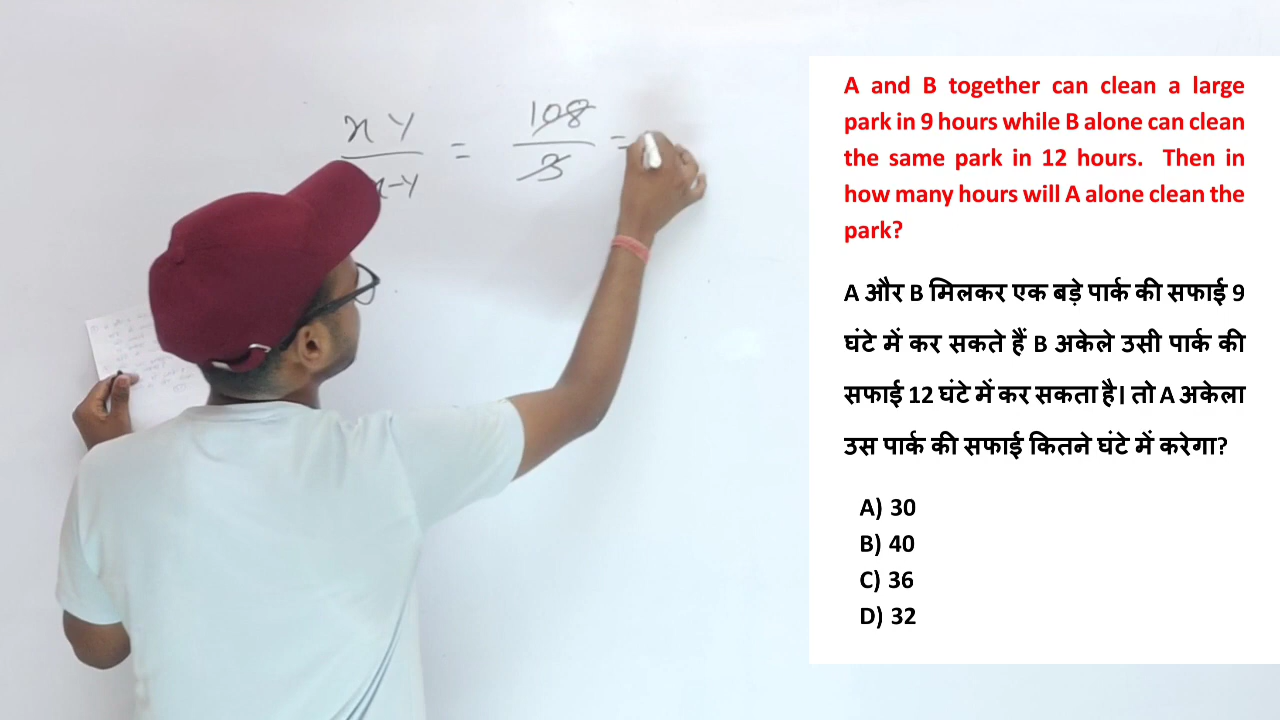 x y = 108 =
x-y 3
A and B together can clean a large
park in 9 hours while B alone can clean
the same park in 12 hours. Then in
how many hours will A alone clean the
park?
A और B मिलकर एक बड़े पार्क की सफाई 9
घंटे में कर सकते हैं B अकेले उसी पार्क की
सफाई 12 घंटे में कर सकता है। तो A अकेला
उस पार्क की सफाई कितने घंटे में करेगा?
A) 30
B) 40
C) 36
D) 32